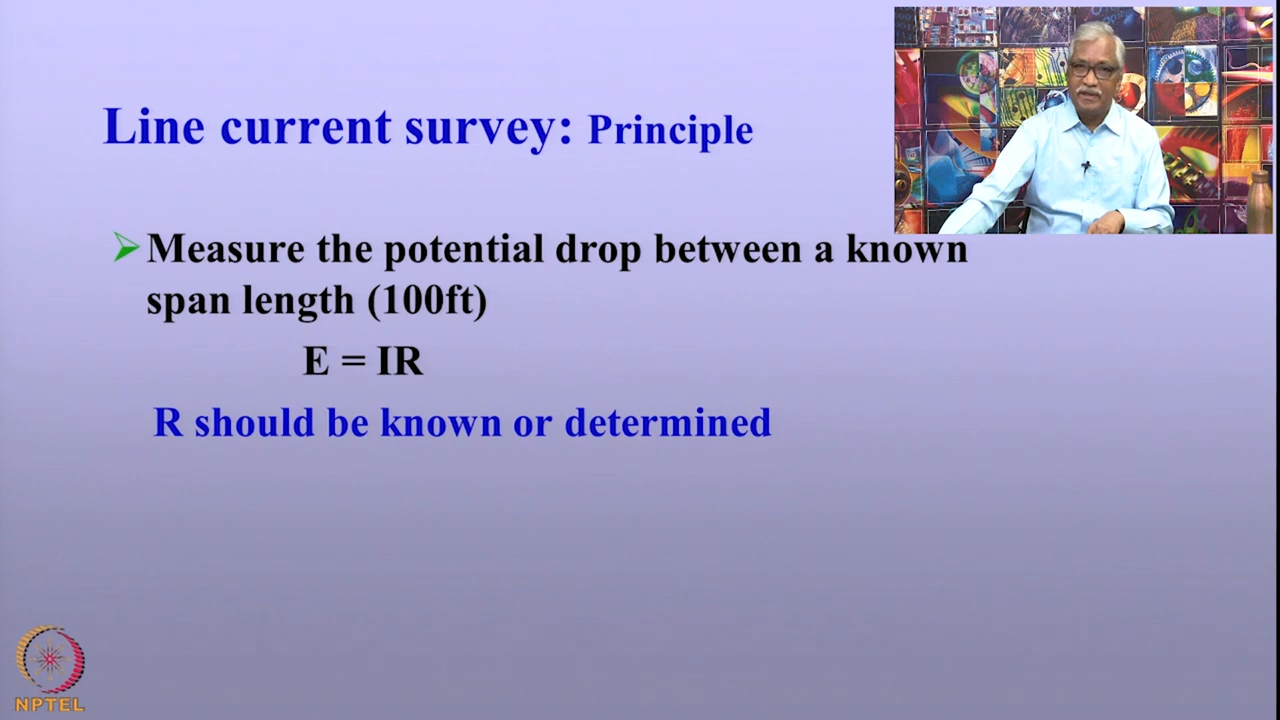 Line current survey: Principle
➢ Measure the potential drop between a known
span length (100ft)
E = IR
R should be known or determined
NPTEL